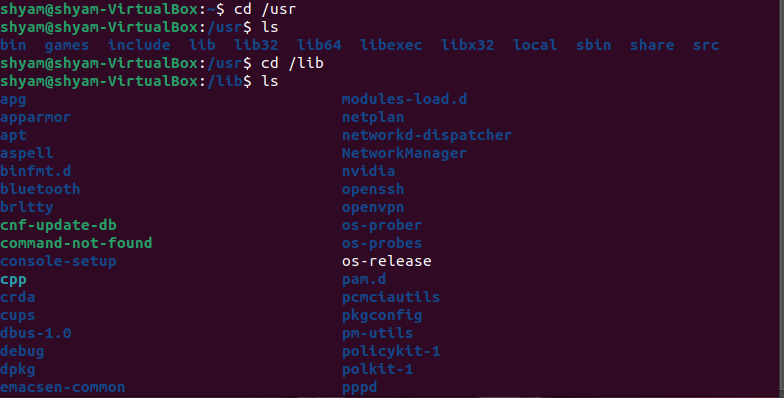 shyam@shyam-VirtualBox:~$ cd /usr
shyam@shyam-VirtualBox:/usr$ ls
bin games include lib lib32 lib64 libexec libx32 local sbin share src
shyam@shyam-VirtualBox:/usr$ cd /lib
shyam@shyam-VirtualBox:/lib$ ls
apg modules-load.d
apparmor netplan
apt networkd-dispatcher
aspell NetworkManager
binfmt.d nvidia
bluetooth openssh
brltty openvpn
cnf-update-db os-prober
command-not-found os-probes
console-setup os-release
cpp pam.d
crda pcmciautils
cups pkgconfig
dbus-1.0 pm-utils
debug policykit-1
dpkg polkit-1
emacsen-common pppd